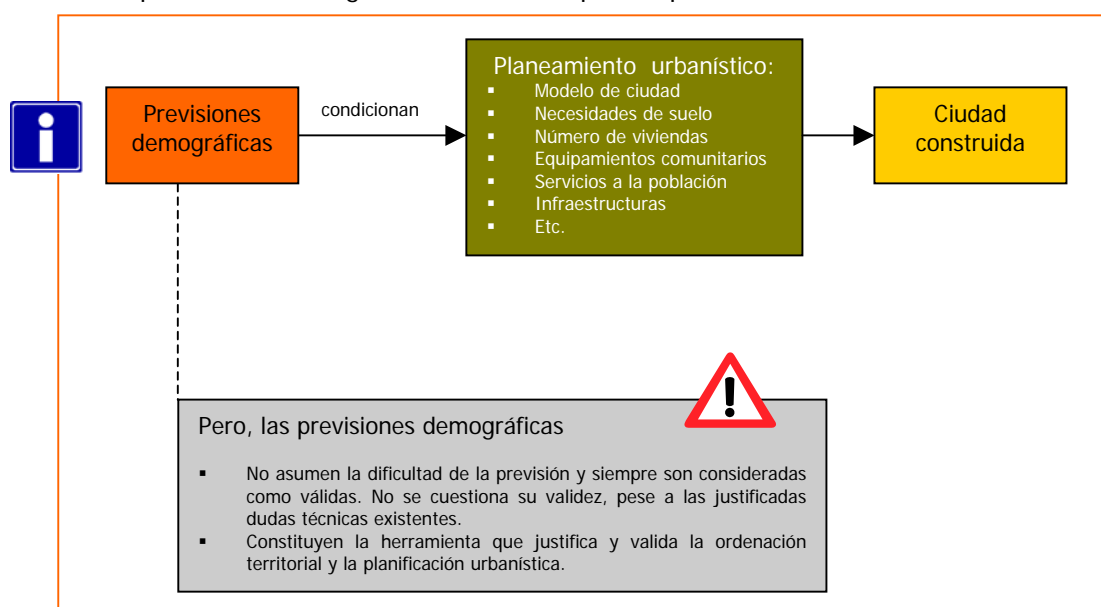 Planeamiento urbanístico:
▪ Modelo de ciudad
▪ Necesidades de suelo
▪ Número de viviendas
▪ Equipamientos comunitarios
▪ Servicios a la población
▪ Infraestructuras
▪ Etc.
Previsiones
demográficas
condicionan
Ciudad
construida
Pero, las previsiones demográficas
▪ No asumen la dificultad de la previsión y siempre son consideradas
como válidas. No se cuestiona su validez, pese a las justificadas
dudas técnicas existentes.
▪ Constituyen la herramienta que justifica y valida la ordenación
territorial y la planificación urbanística.